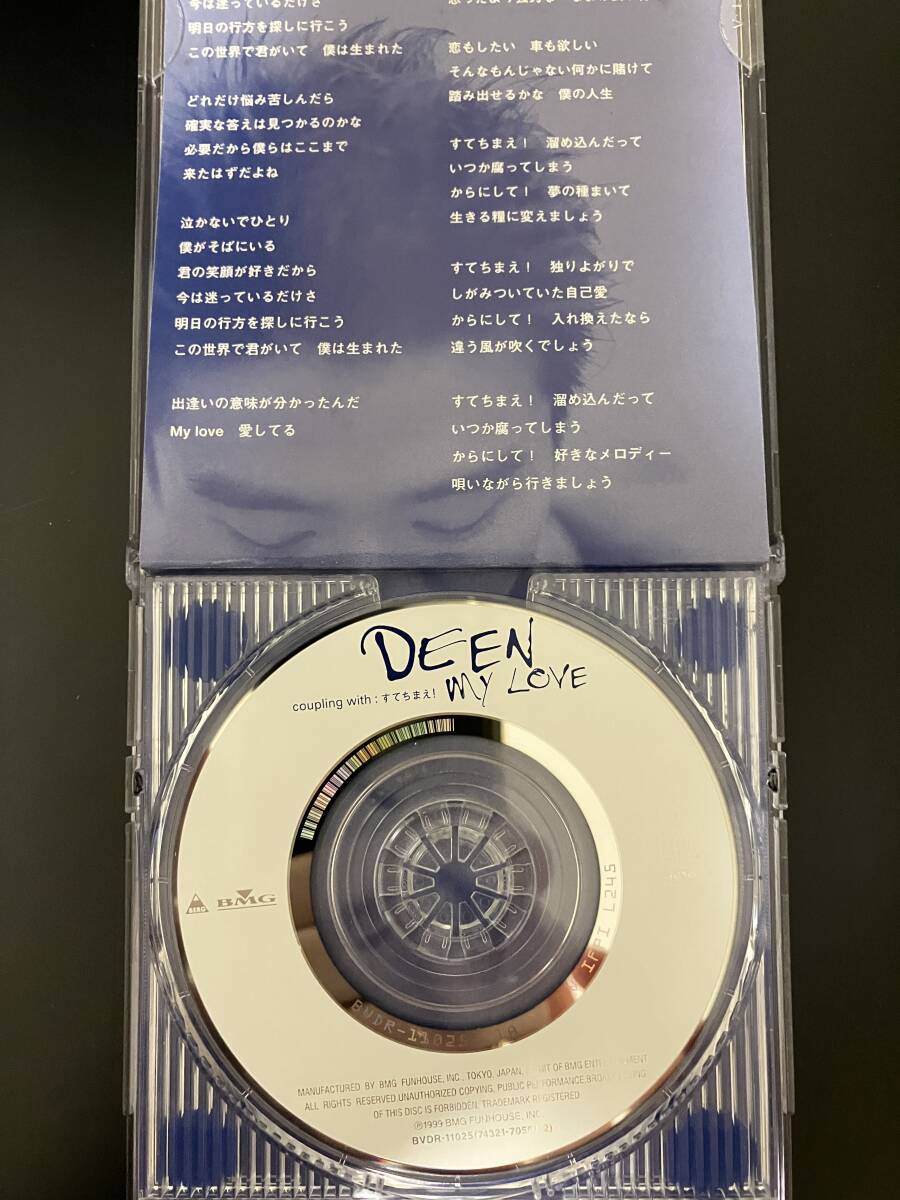 今は迷っているだけさ
明日の行方を探しに行こう
この世界で君がいて　僕は生まれた
どれだけ悩み苦しんだら
確実な答えは見つかるのかな
必要だから僕らはここまで
来たはずだよね
泣かないでひとり
僕がそばにいる
君の笑顔が好きだから
今は迷っているだけさ
明日の行方を探しに行こう
この世界で君がいて　僕は生まれた
出逢いの意味が分かったんだ
My love　愛してる
恋もしたい　車も欲しい
そんなもんじゃない何かに賭けて
踏み出せるかな　僕の人生
すてちまえ！　溜め込んだって
いつか腐ってしまう
からにして！　夢の種まいて
生きる糧に変えましょう
すてちまえ！　独りよがりで
しがみついていた自己愛
からにして！　入れ換えたなら
違う風が吹くでしょう
すてちまえ！　溜め込んだって
いつか腐ってしまう
からにして！　好きなメロディー
唄いながら行きましょう
DEEN
MY LOVE
coupling with : すてちまえ!
BERG
BMG
IFPI L245
BVDR-11025
MANUFACTURED BY BMG FUNHOUSE, INC., TOKYO, JAPAN, OF BMG
ALL RIGHTS RESERVED. UNAUTHORIZED COPYING, PUBLIC PERFORMANCE,
OF THIS DISC IS FORBIDDEN. TRADEMARK REGISTERED
℗1999 BMG FUNHOUSE, INC.
BVDR-11025(74321-705